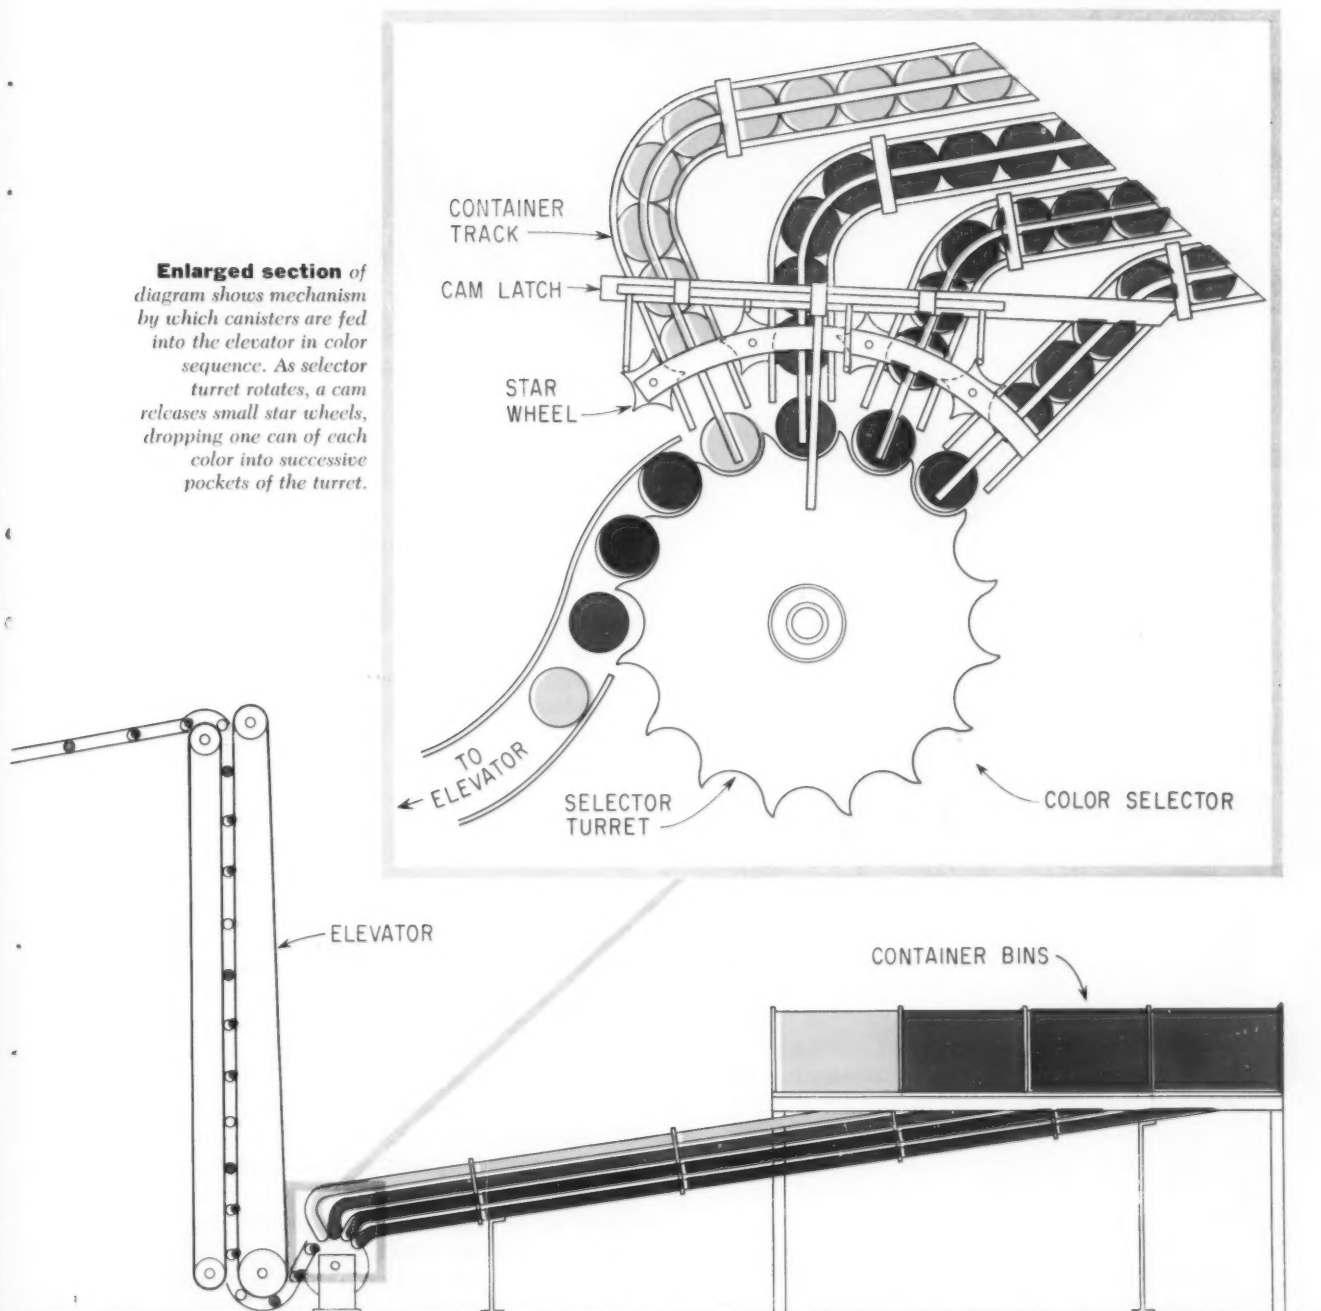 CONTAINER
TRACK
CAM LATCH
Enlarged section of
diagram shows mechanism
by which canisters are fed
into the elevator in color
sequence. As selector
turret rotates, a cam
releases small star wheels,
dropping one can of each
color into successive
pockets of the turret.
STAR
WHEEL
TO
ELEVATOR
SELECTOR
TURRET
COLOR SELECTOR
ELEVATOR
CONTAINER BINS